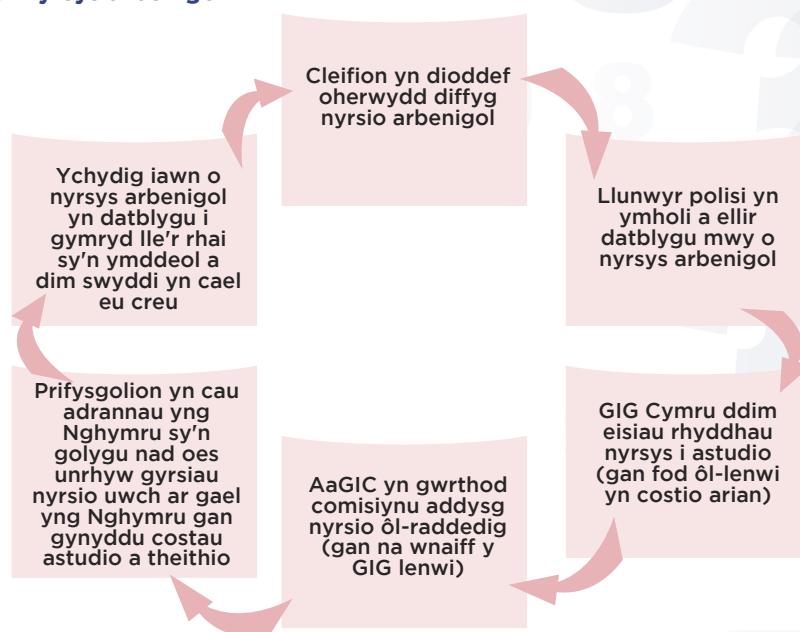 Cleifion yn dioddef
oherwydd diffyg
nyrsio arbenigol
Llunwyr polisi yn
ymholi a ellir
datblygu mwy o
nyrsys arbenigol
GIG Cymru ddim
eisiau rhyddhau
nyrsys i astudio
(gan fod ôl-lenwi
yn costio arian)
AaGIC yn gwrthod
comisiynu addysg
nyrsio ôl-raddedig
(gan na wnaiff y
GIG lenwi)
Prifysgolion yn cau
adrannau yng
Nghymru sy'n
golygu nad oes
unrhyw gyrsiau
nyrsio uwch ar gael
yng Nghymru gan
gynyddu costau
astudio a theithio
Ychydig iawn o
nyrsys arbenigol
yn datblygu i
gymryd lle'r rhai
sy'n ymddeol a
dim swyddi yn cael
eu creu
8